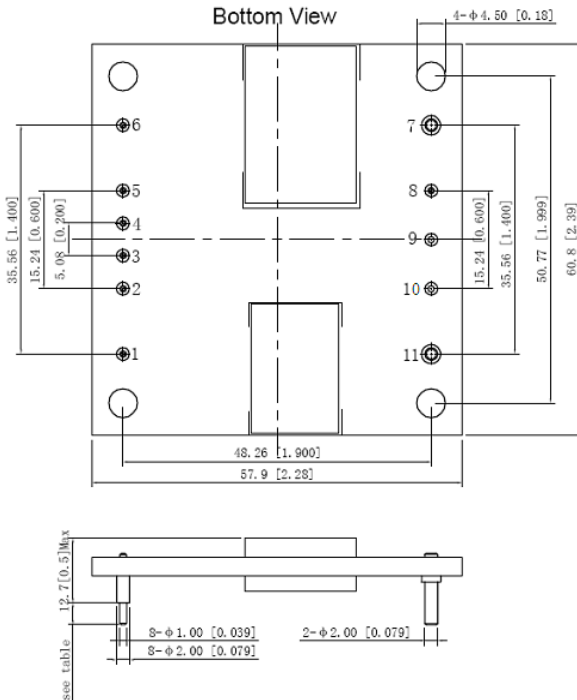 Bottom View
4-φ4.50 [0.18]
6
7
5
8
4
9
3
2
10
1
11
35.56 [1.400]
15.24 [0.600]
5.08 [0.200]
15.24 [0.600]
35.56 [1.400]
50.77 [1.999]
60.8 [2.39]
48.26 [1.900]
57.9 [2.28]
12.7[0.5]Max
see table
8-φ1.00 [0.039]
2-φ2.00 [0.079]
8-φ2.00 [0.079]